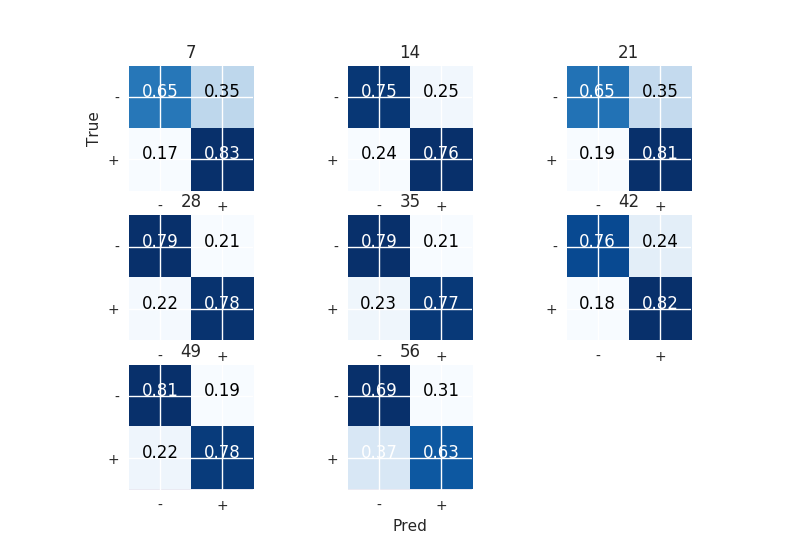 7 14 21
- 0.65 0.35 - 0.75 0.25 - 0.65 0.35
True
+ 0.17 0.83 + 0.24 0.76 + 0.19 0.81
- + - + - +
28 35 42
- 0.79 0.21 - 0.79 0.21 - 0.76 0.24
+ 0.22 0.78 + 0.23 0.77 + 0.18 0.82
- + - + - +
49 56
- 0.81 0.19 - 0.69 0.31
+ 0.22 0.78 + 0.37 0.63
- + - +
Pred